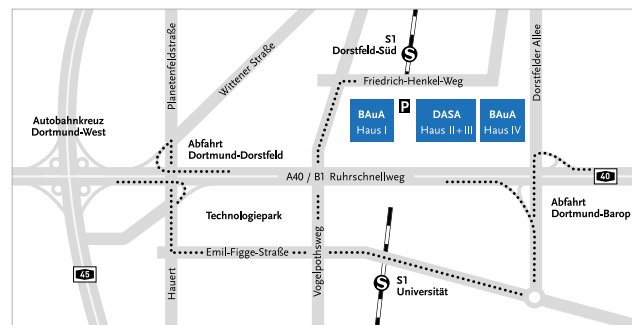 S1
Dorstfeld-Süd
S
Planetenfeldstraße
Wittener Straße
Dorstfelder Allee
Friedrich-Henkel-Weg
Autobahnkreuz
Dortmund-West
P
BAuA
Haus I
DASA
Haus II + III
BAuA
Haus IV
Abfahrt
Dortmund-Dorstfeld
A40 / B1 Ruhrschnellweg
40
Technologiepark
Abfahrt
Dortmund-Barop
Emil-Figge-Straße
Vogelpothsweg
Hauert
45
S
S1
Universität